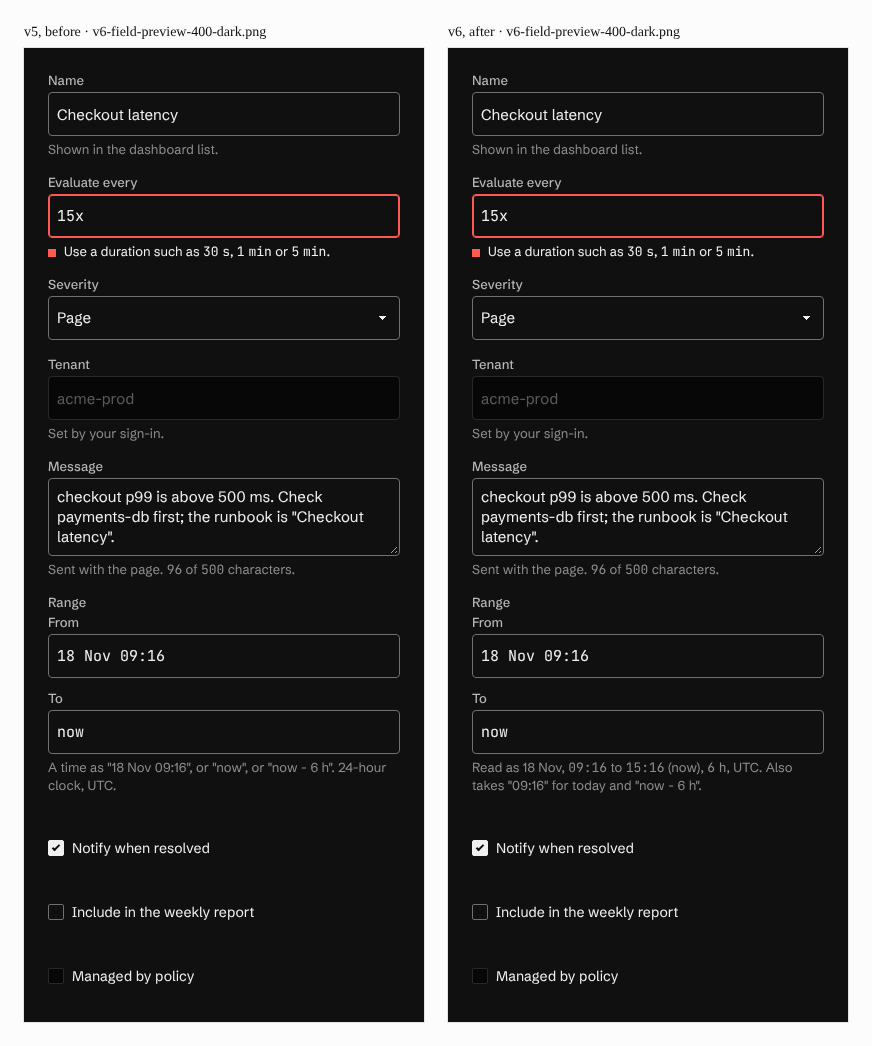 v5, before · v6-field-preview-400-dark.png
Name
Checkout latency
Shown in the dashboard list.
Evaluate every
15x
Use a duration such as 30 s, 1 min or 5 min.
Severity
Page
Tenant
acme-prod
Set by your sign-in.
Message
checkout p99 is above 500 ms. Check
payments-db first; the runbook is "Checkout
latency".
Sent with the page. 96 of 500 characters.
Range
From
18 Nov 09:16
To
now
A time as "18 Nov 09:16", or "now", or "now - 6 h". 24-hour
clock, UTC.
Notify when resolved
Include in the weekly report
Managed by policy
v6, after · v6-field-preview-400-dark.png
Name
Checkout latency
Shown in the dashboard list.
Evaluate every
15x
Use a duration such as 30 s, 1 min or 5 min.
Severity
Page
Tenant
acme-prod
Set by your sign-in.
Message
checkout p99 is above 500 ms. Check
payments-db first; the runbook is "Checkout
latency".
Sent with the page. 96 of 500 characters.
Range
From
18 Nov 09:16
To
now
Read as 18 Nov, 09:16 to 15:16 (now), 6 h, UTC. Also
takes "09:16" for today and "now - 6 h".
Notify when resolved
Include in the weekly report
Managed by policy